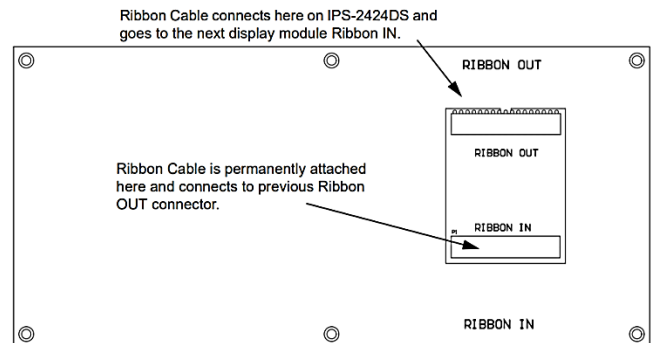 Ribbon Cable connects here on IPS-2424DS and
goes to the next display module Ribbon IN.
RIBBON OUT
RIBBON OUT
Ribbon Cable is permanently attached
here and connects to previous Ribbon
OUT connector.
P1
RIBBON IN
RIBBON IN